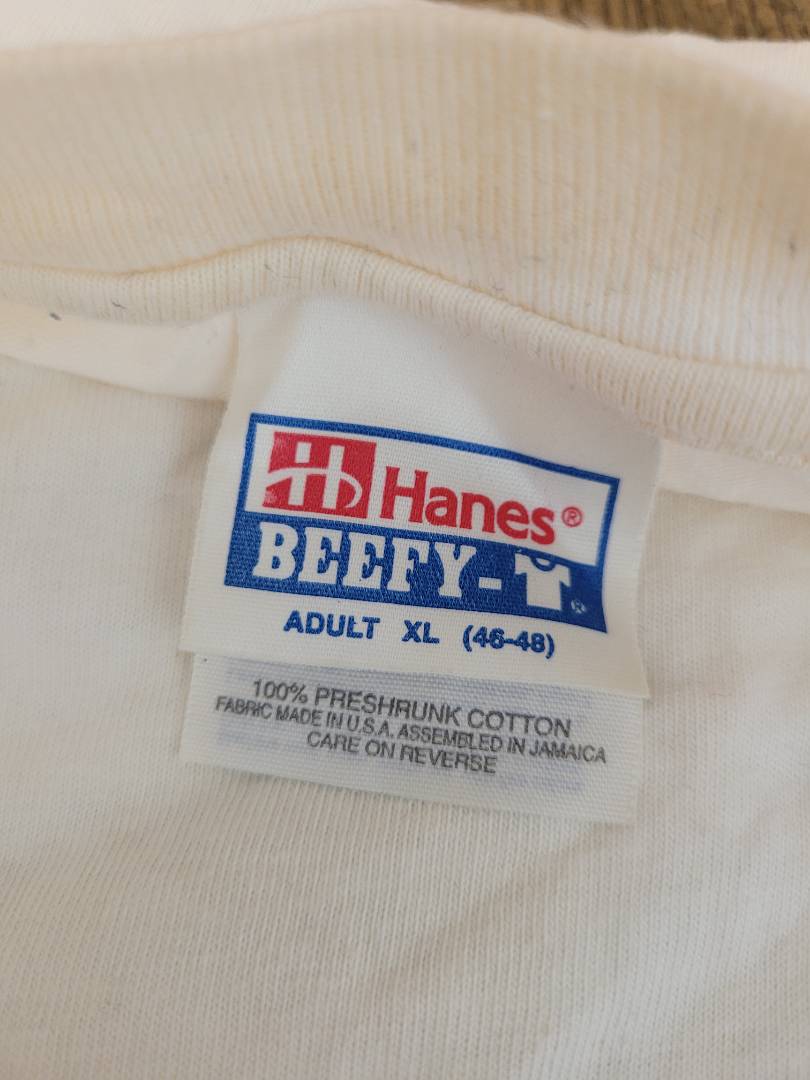 Hanes®
BEEFY-T®
ADULT XL (46-48)
100% PRESHRUNK COTTON
FABRIC MADE IN U.S.A. ASSEMBLED IN JAMAICA
CARE ON REVERSE